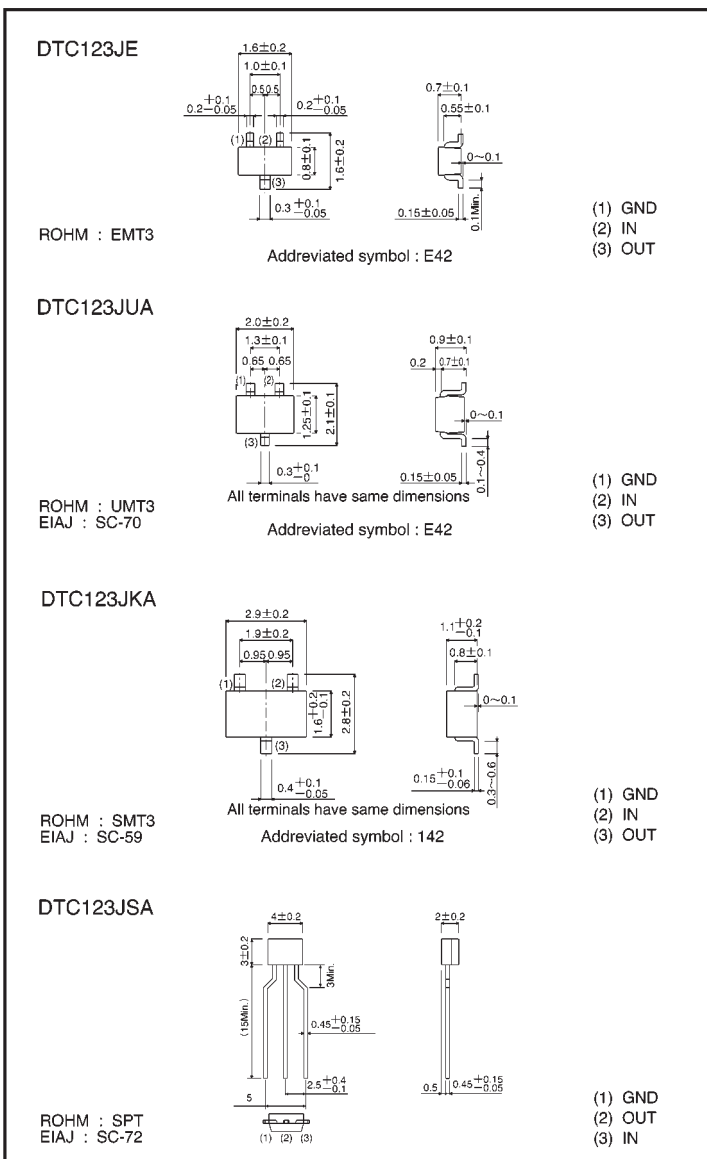 DTC123JE
1.6±0.2
1.0±0.1
0.5 0.5
0.2+0.1−0.05
0.2+0.1−0.05
(1) (2)
(3)
0.8±0.1
1.6±0.2
0.3+0.1−0.05
0.7±0.1
0.55±0.1
0~0.1
0.15±0.05
0.1Min.
ROHM : EMT3
Addreviated symbol : E42
(1) GND
(2) IN
(3) OUT
DTC123JUA
2.0±0.2
1.3±0.1
0.65 0.65
(1) (2)
(3)
1.25±0.1
2.1±0.1
0.3+0.1−0
0.9±0.1
0.2 0.7±0.1
0~0.1
0.15±0.05
0.1~0.4
All terminals have same dimensions
ROHM : UMT3
EIAJ : SC-70
Addreviated symbol : E42
(1) GND
(2) IN
(3) OUT
DTC123JKA
2.9±0.2
1.9±0.2
0.95 0.95
(1) (2)
(3)
1.6+0.2−0.1
2.8±0.2
0.4+0.1−0.05
1.1+0.2−0.1
0.8±0.1
0~0.1
0.15+0.1−0.06
0.3~0.6
All terminals have same dimensions
ROHM : SMT3
EIAJ : SC-59
Addreviated symbol : 142
(1) GND
(2) IN
(3) OUT
DTC123JSA
4±0.2
2±0.2
3±0.2
3Min.
(15Min.)
0.45+0.15−0.05
2.5+0.4−0.1
5
0.5 0.45+0.15−0.05
(1) (2) (3)
ROHM : SPT
EIAJ : SC-72
(1) GND
(2) OUT
(3) IN